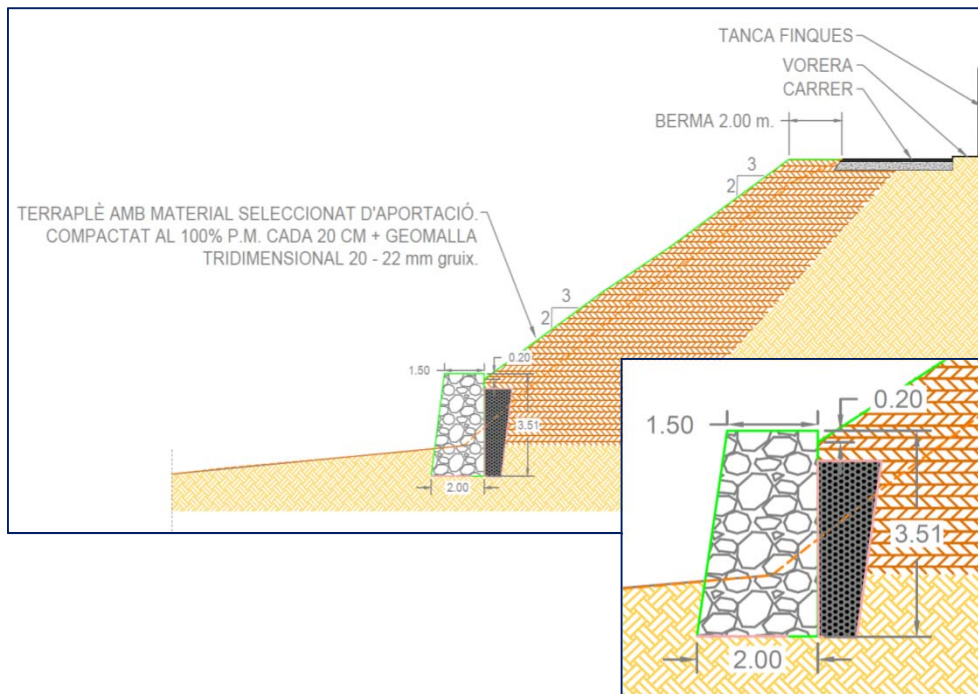 TANCA FINQUES
VORERA
CARRER
BERMA 2.00 m.
3
2
TERRAPLÈ AMB MATERIAL SELECCIONAT D'APORTACIÓ.
COMPACTAT AL 100% P.M. CADA 20 CM + GEOMALLA
TRIDIMENSIONAL 20 - 22 mm gruix.
3
2
0.20
1.50
3.51
2.00
0.20
1.50
3.51
2.00